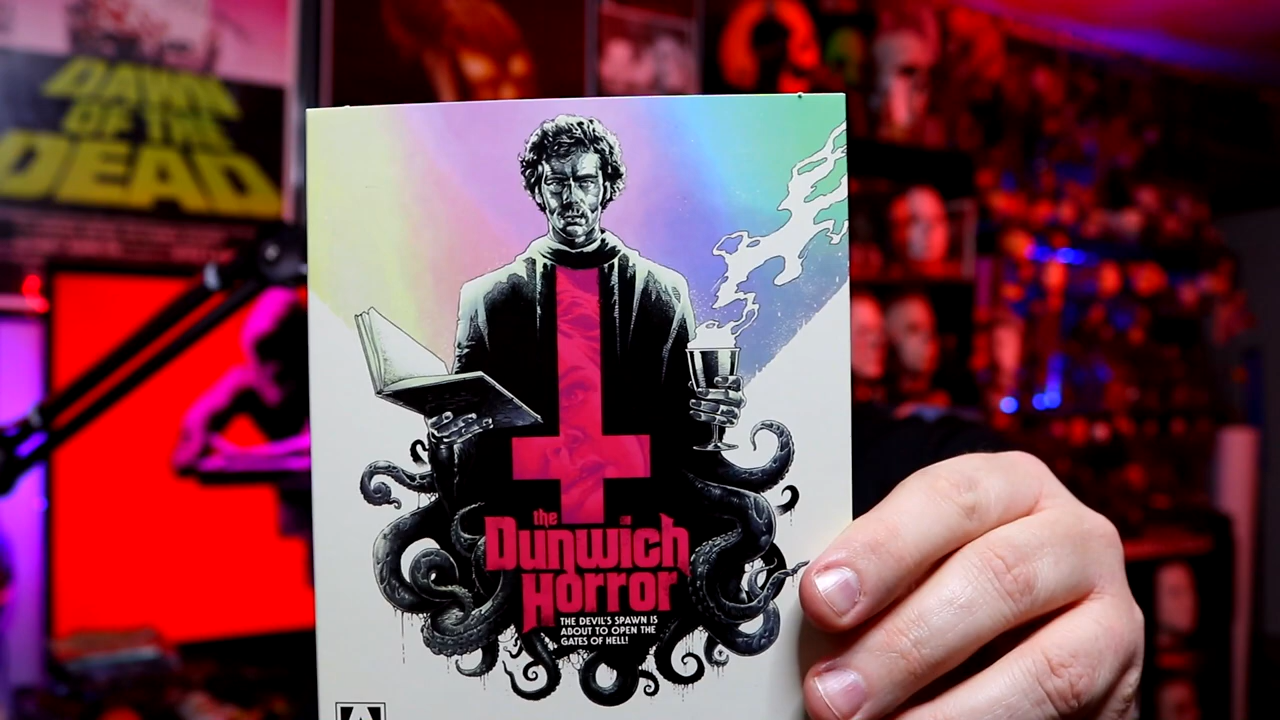 DAWN
OF THE
DEAD
the
Dunwich
Horror
THE DEVIL'S SPAWN IS
ABOUT TO OPEN THE
GATES OF HELL!